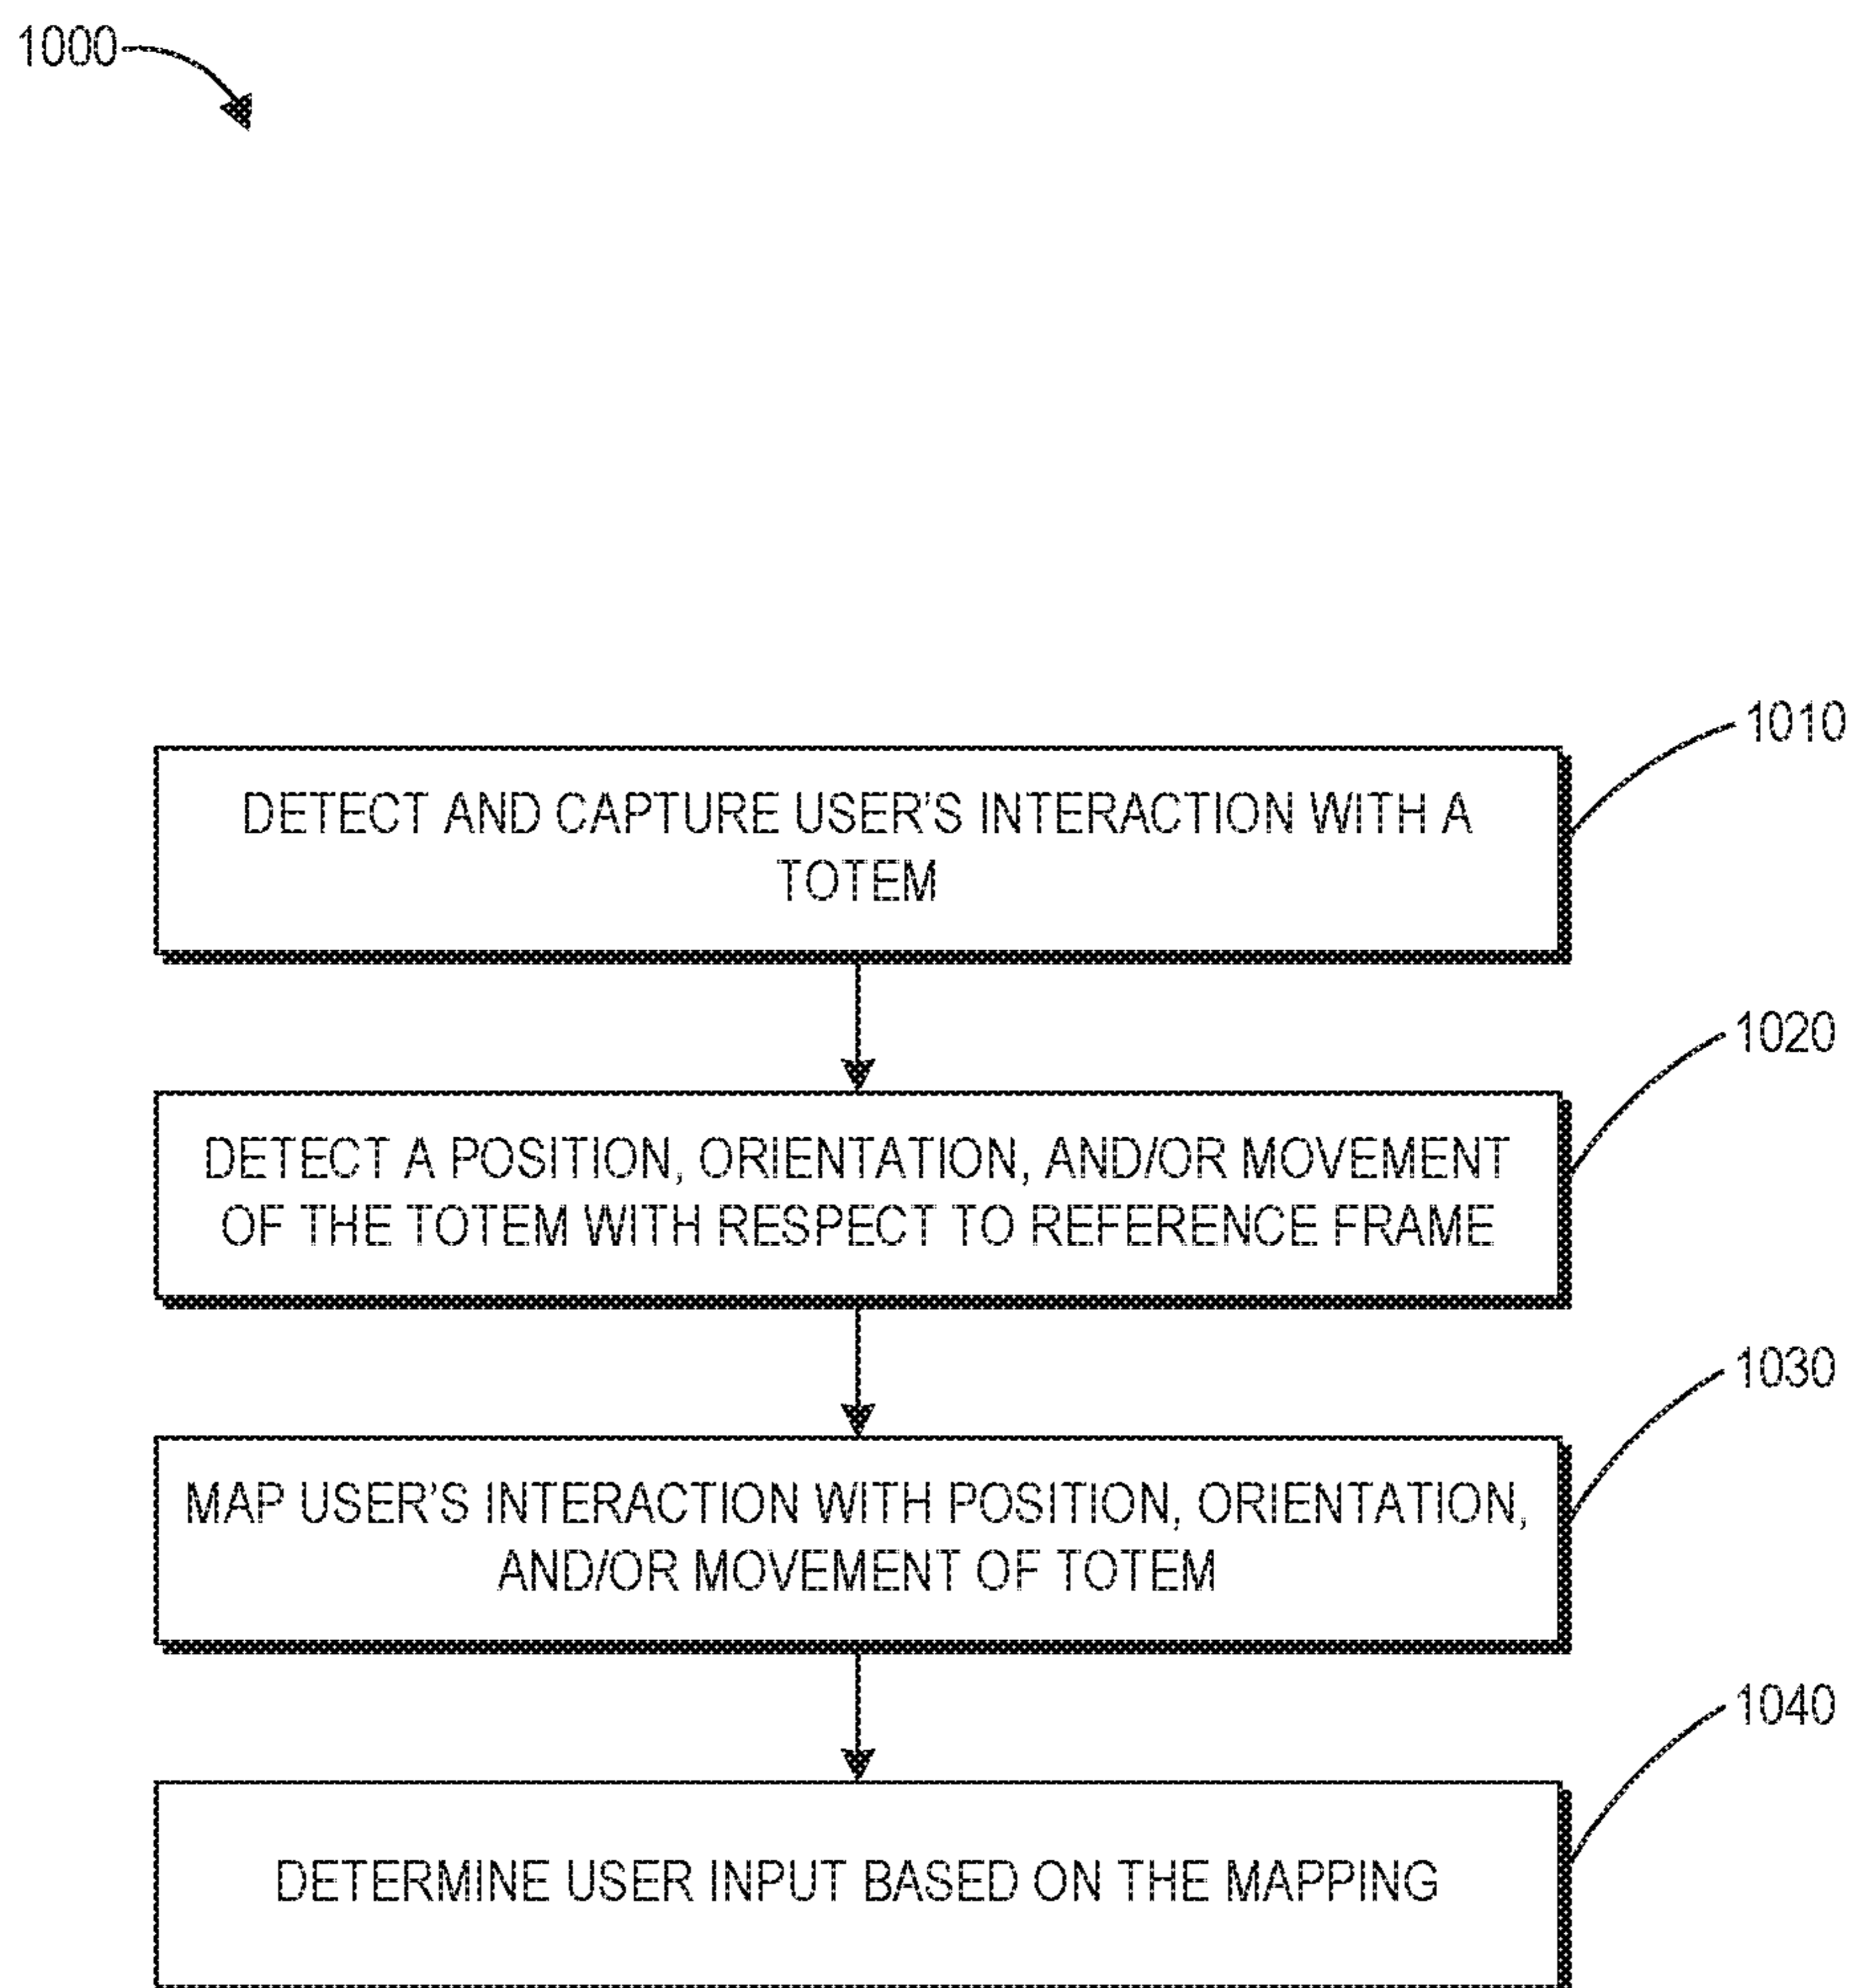 1000
1010
DETECT AND CAPTURE USER'S INTERACTION WITH A
TOTEM
1020
DETECT A POSITION, ORIENTATION, AND/OR MOVEMENT
OF THE TOTEM WITH RESPECT TO REFERENCE FRAME
1030
MAP USER'S INTERACTION WITH POSITION, ORIENTATION,
AND/OR MOVEMENT OF TOTEM
1040
DETERMINE USER INPUT BASED ON THE MAPPING